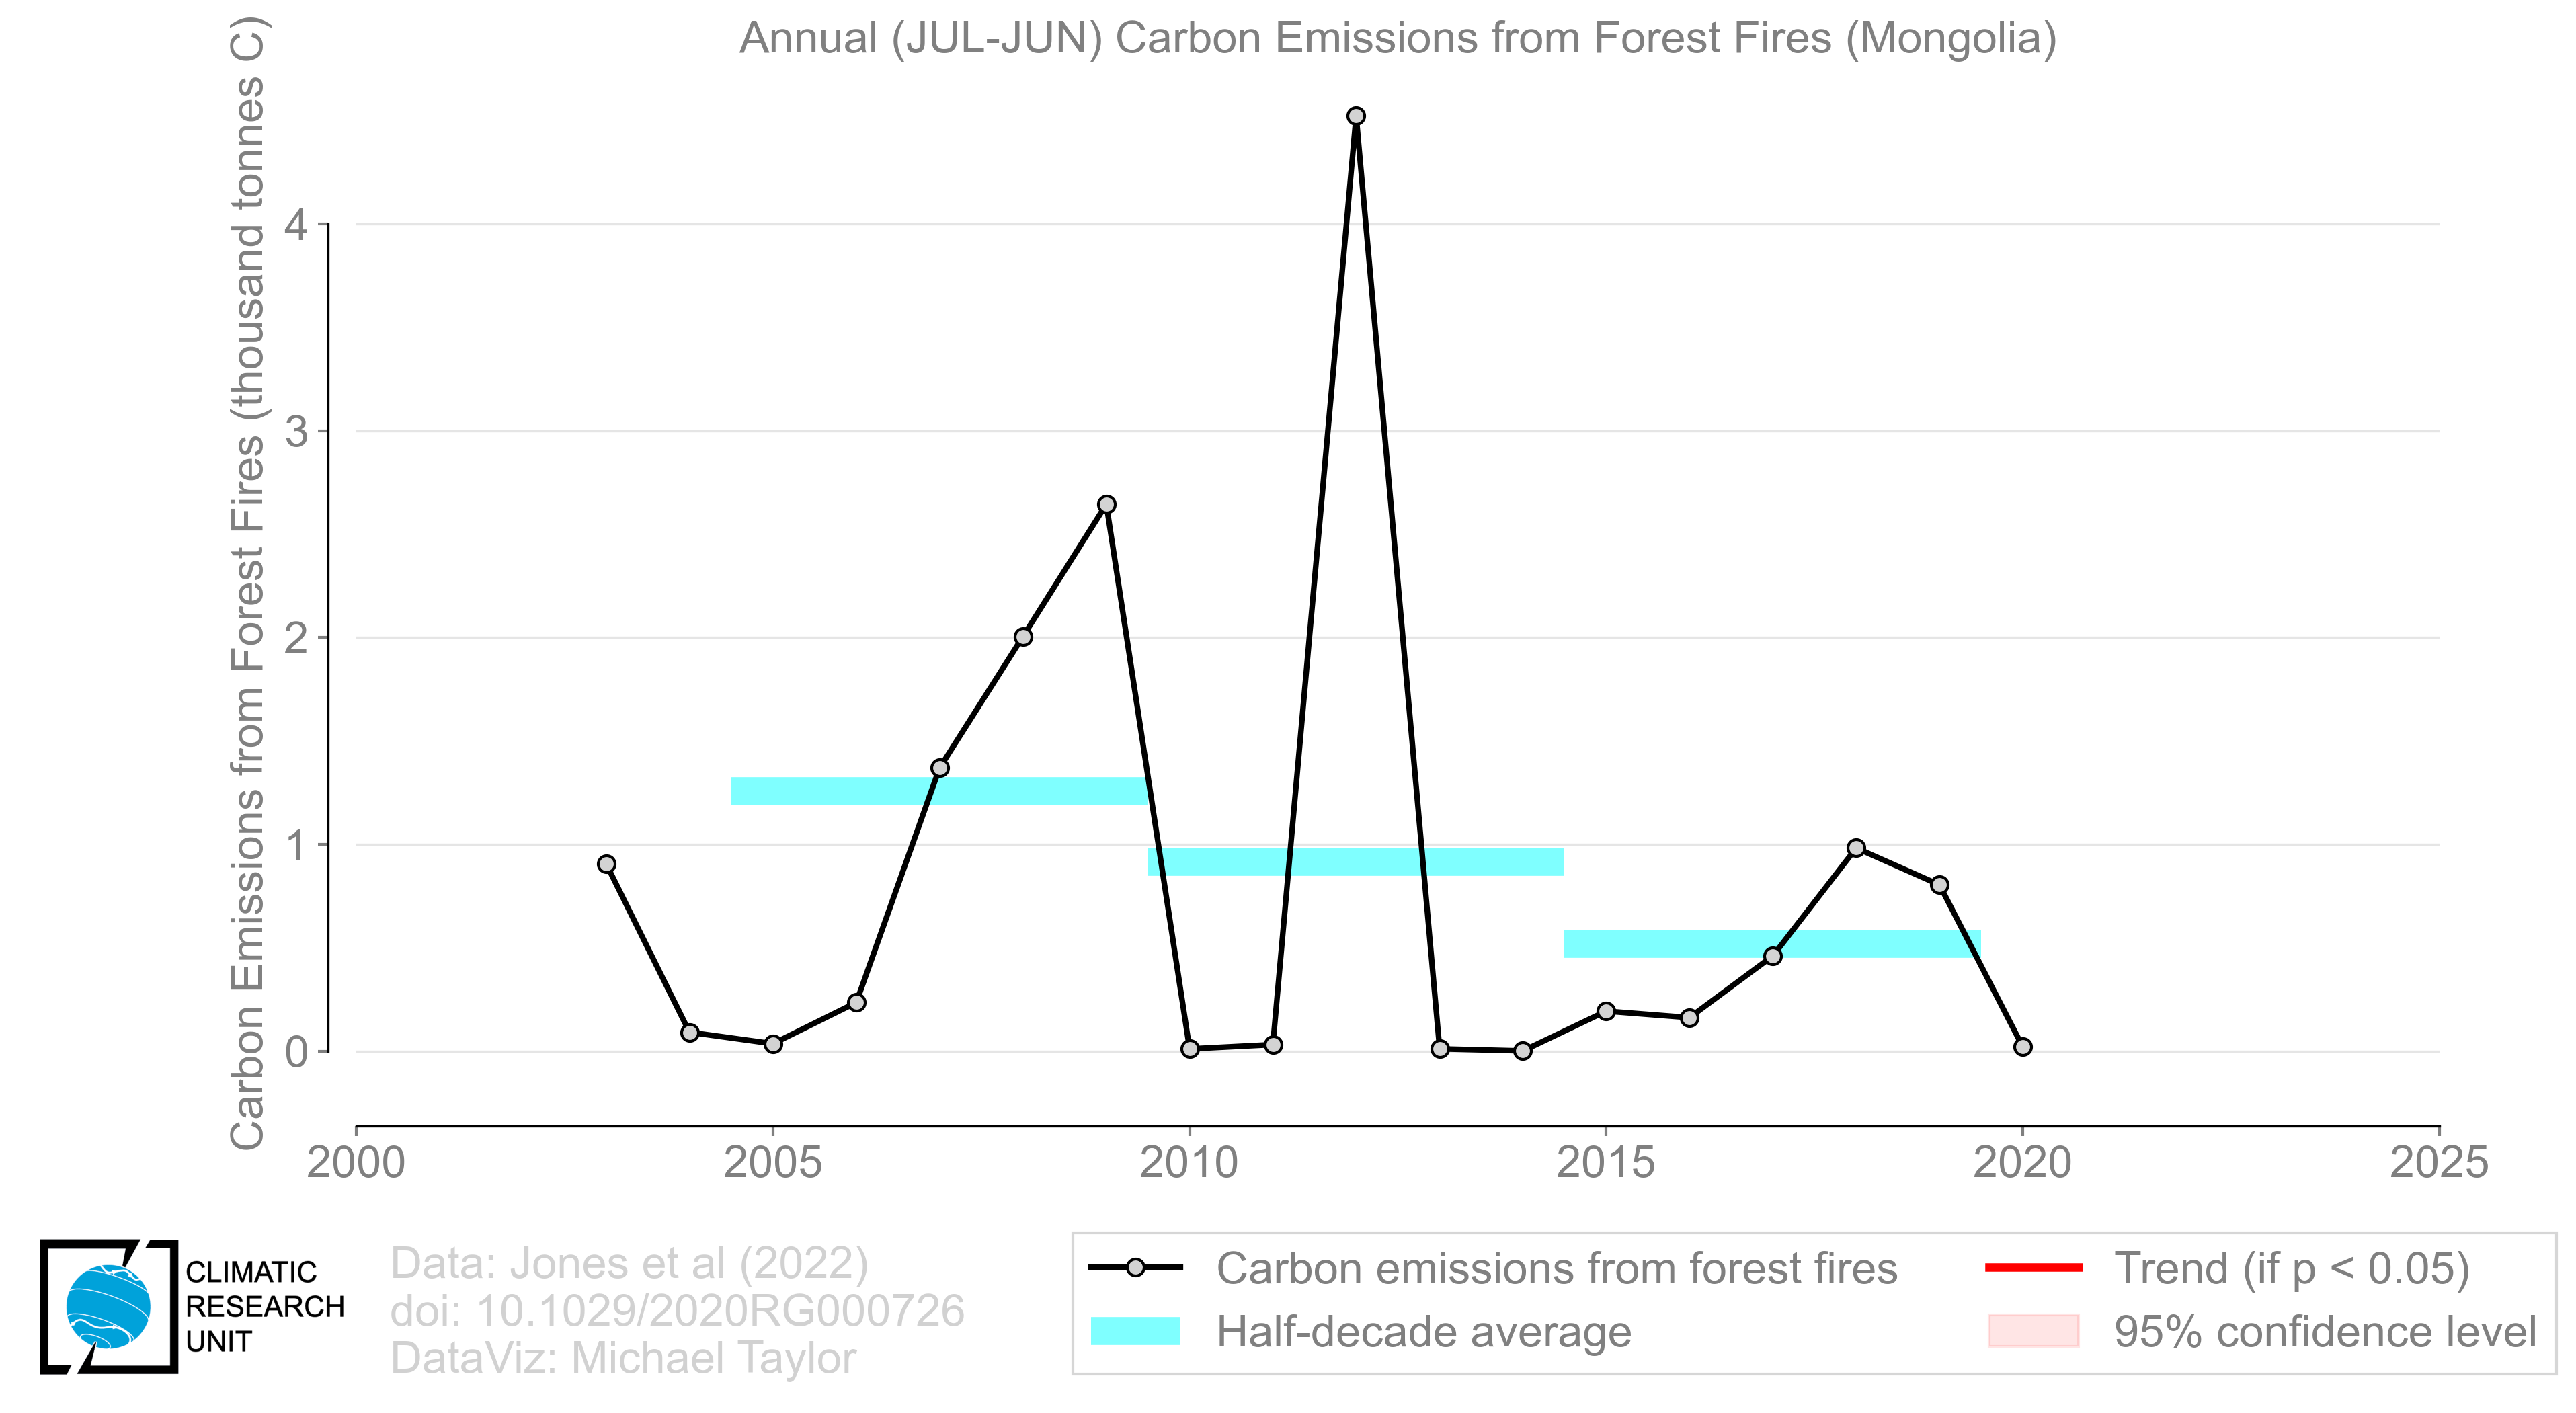 Annual (JUL-JUN) Carbon Emissions from Forest Fires (Mongolia)
Carbon Emissions from Forest Fires (thousand tonnes C)
4
3
2
1
0
2000 2005 2010 2015 2020 2025
CLIMATIC
RESEARCH
UNIT
Data: Jones et al (2022)
doi: 10.1029/2020RG000726
DataViz: Michael Taylor
Carbon emissions from forest fires
Half-decade average
Trend (if p < 0.05)
95% confidence level